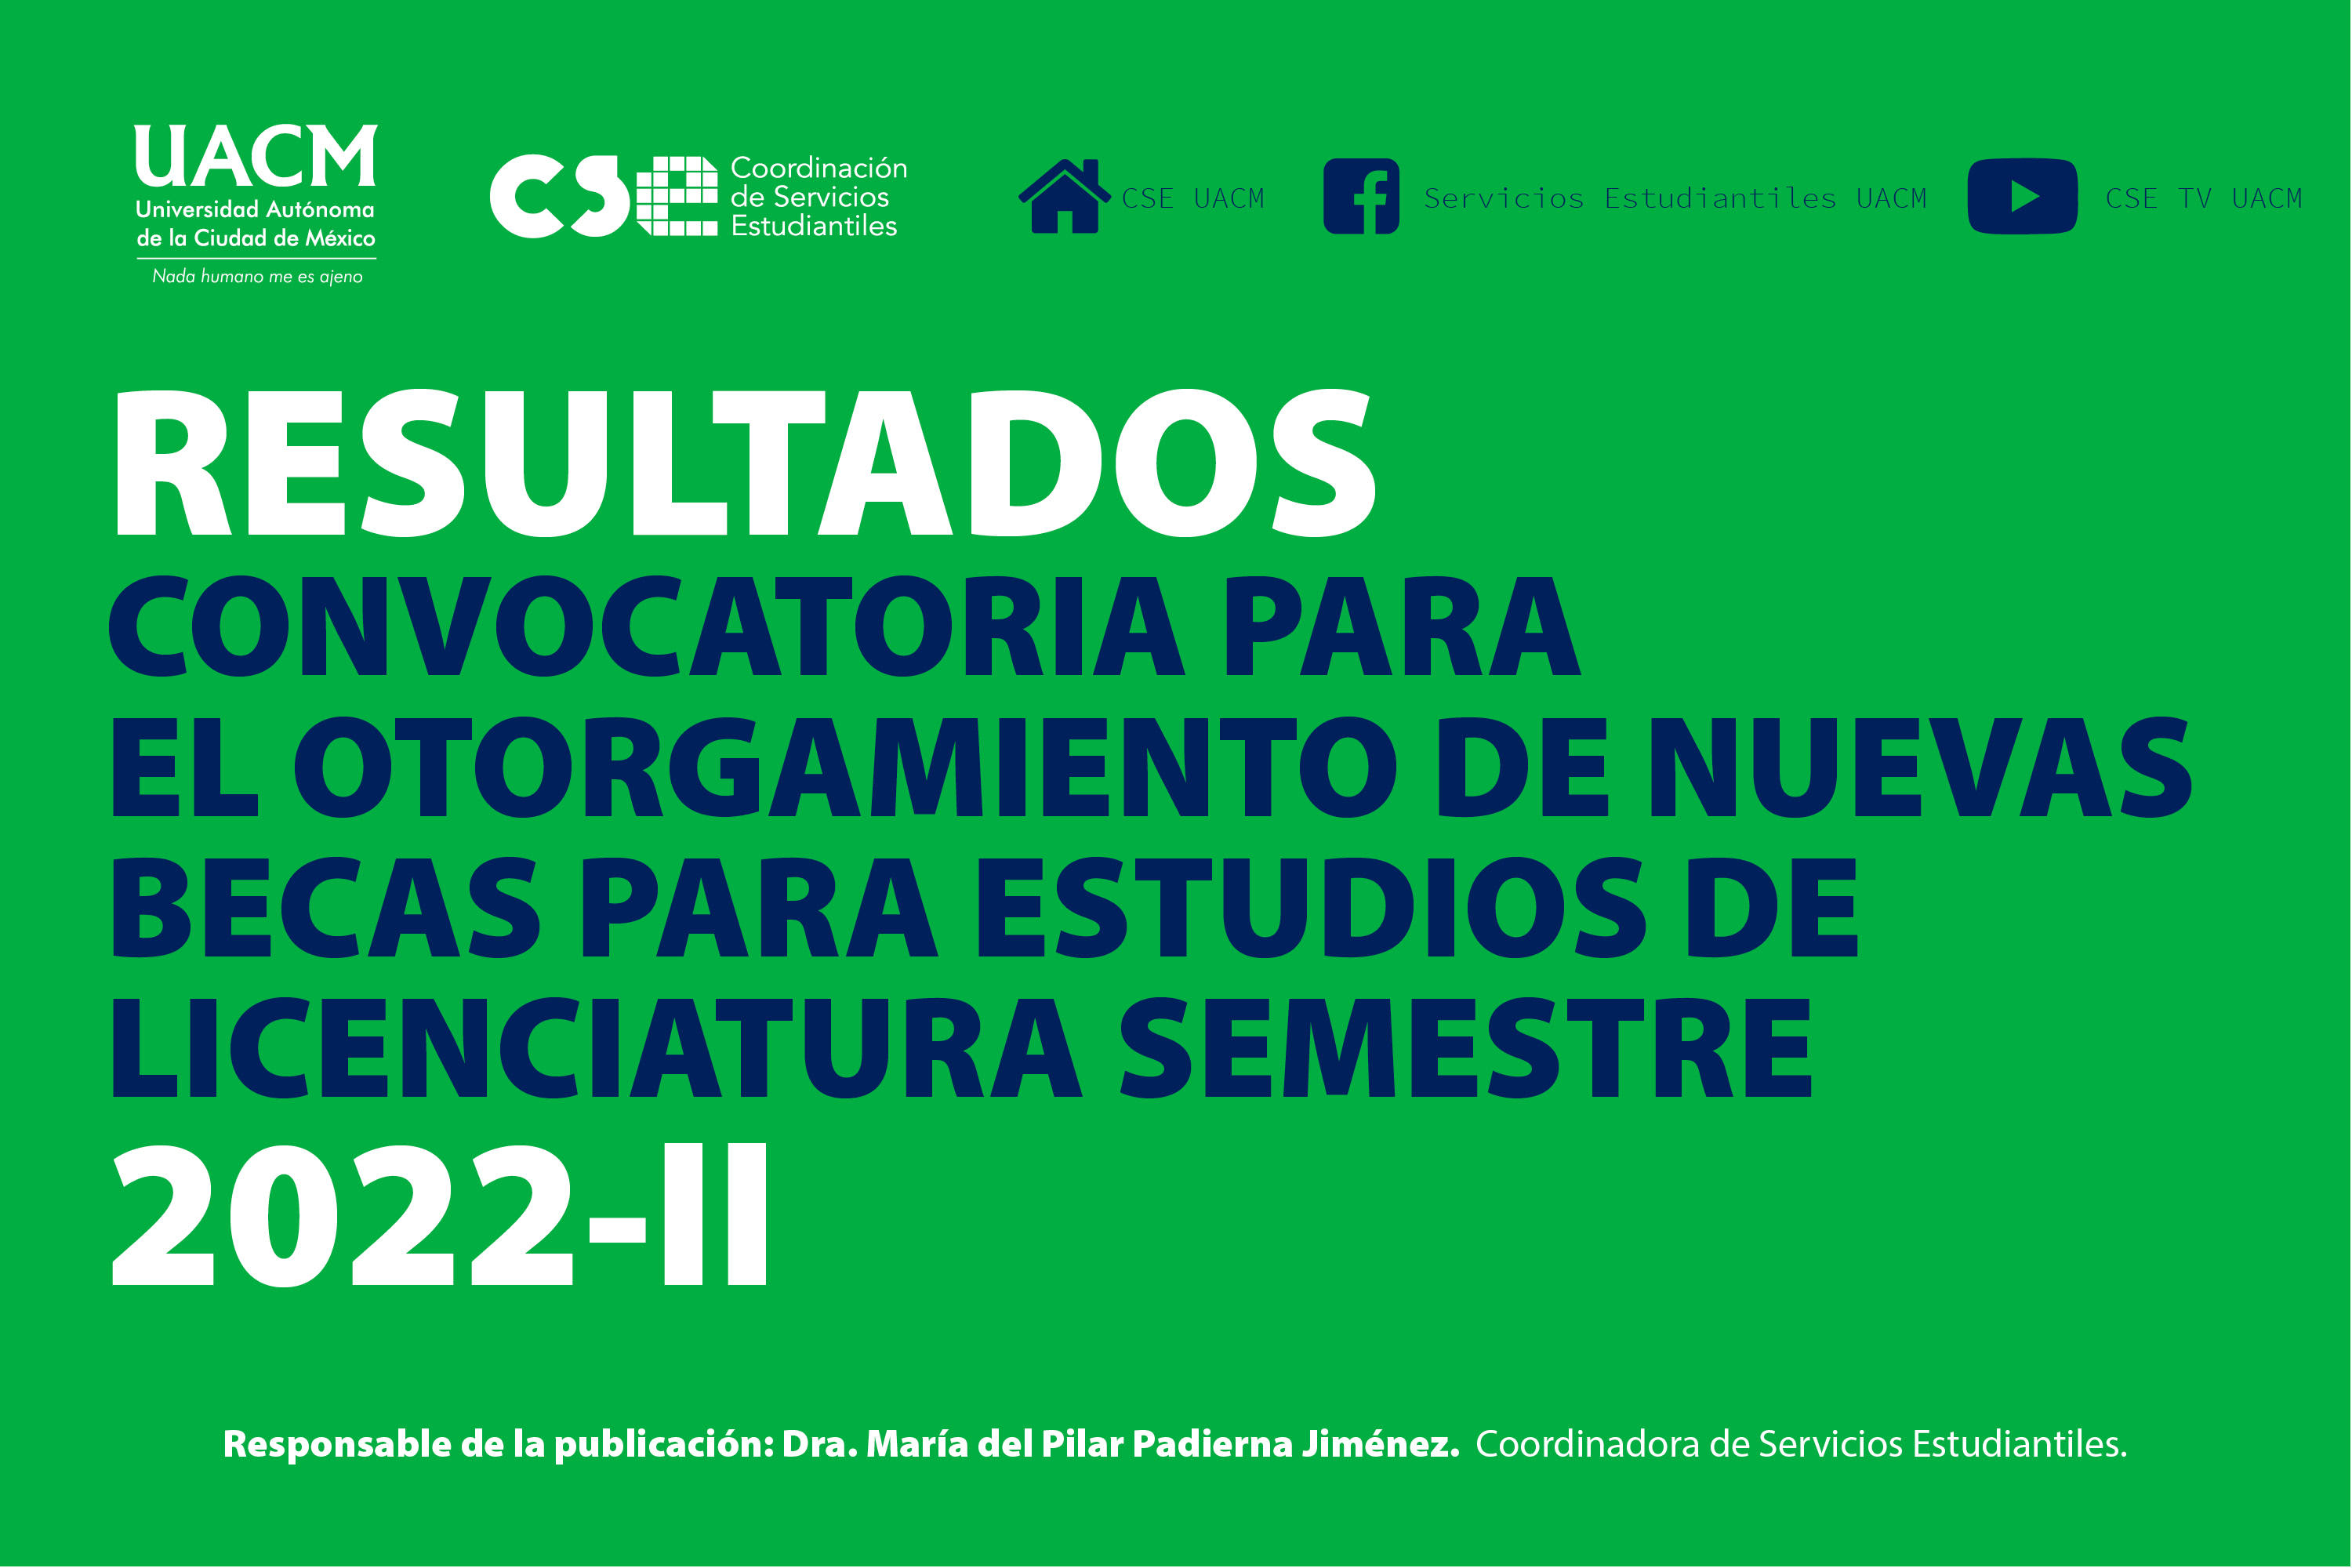 UACM
Universidad Autónoma
de la Ciudad de México
Nada humano me es ajeno
cse
Coordinación
de Servicios
Estudiantiles
CSE UACM
Servicios Estudiantiles UACM
CSE TV UACM
RESULTADOS
CONVOCATORIA PARA
EL OTORGAMIENTO DE NUEVAS
BECAS PARA ESTUDIOS DE
LICENCIATURA SEMESTRE
2022-II
Responsable de la publicación: Dra. María del Pilar Padierna Jiménez. Coordinadora de Servicios Estudiantiles.